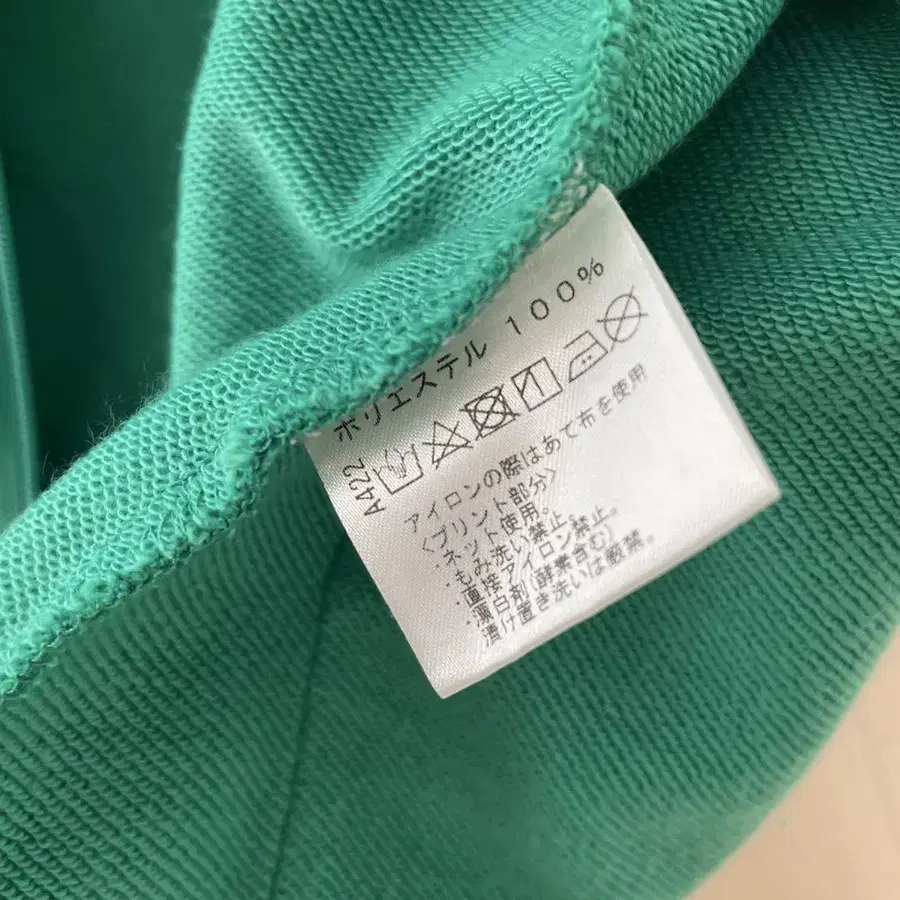 ポリエステル 100%
A422
アイロンの際はあて布を使用
<プリント部分>
・ネット使用。
・もみ洗い禁止。
・直接アイロン禁止。
・漂白剤(酵素含む)
漬け置き洗いは厳禁。